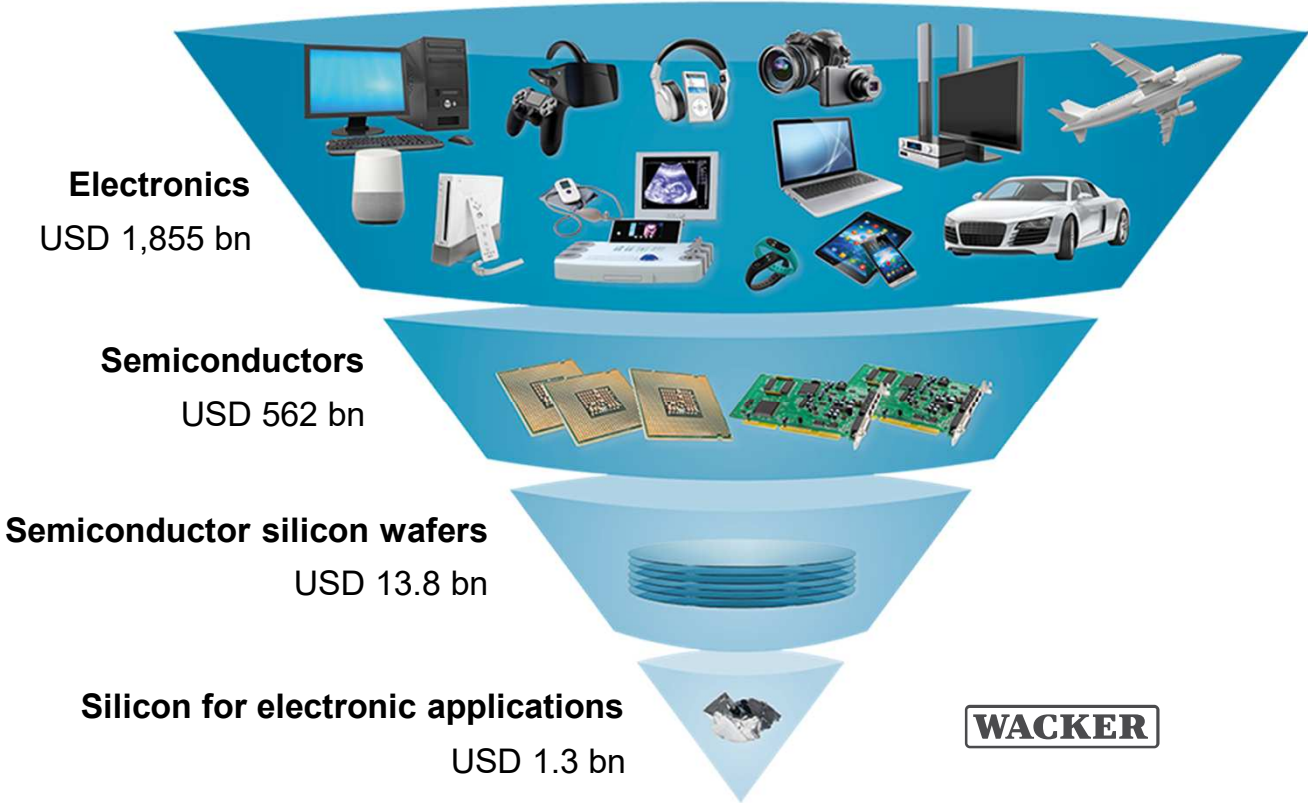 Electronics
USD 1,855 bn
Semiconductors
USD 562 bn
Semiconductor silicon wafers
USD 13.8 bn
Silicon for electronic applications
USD 1.3 bn
WACKER